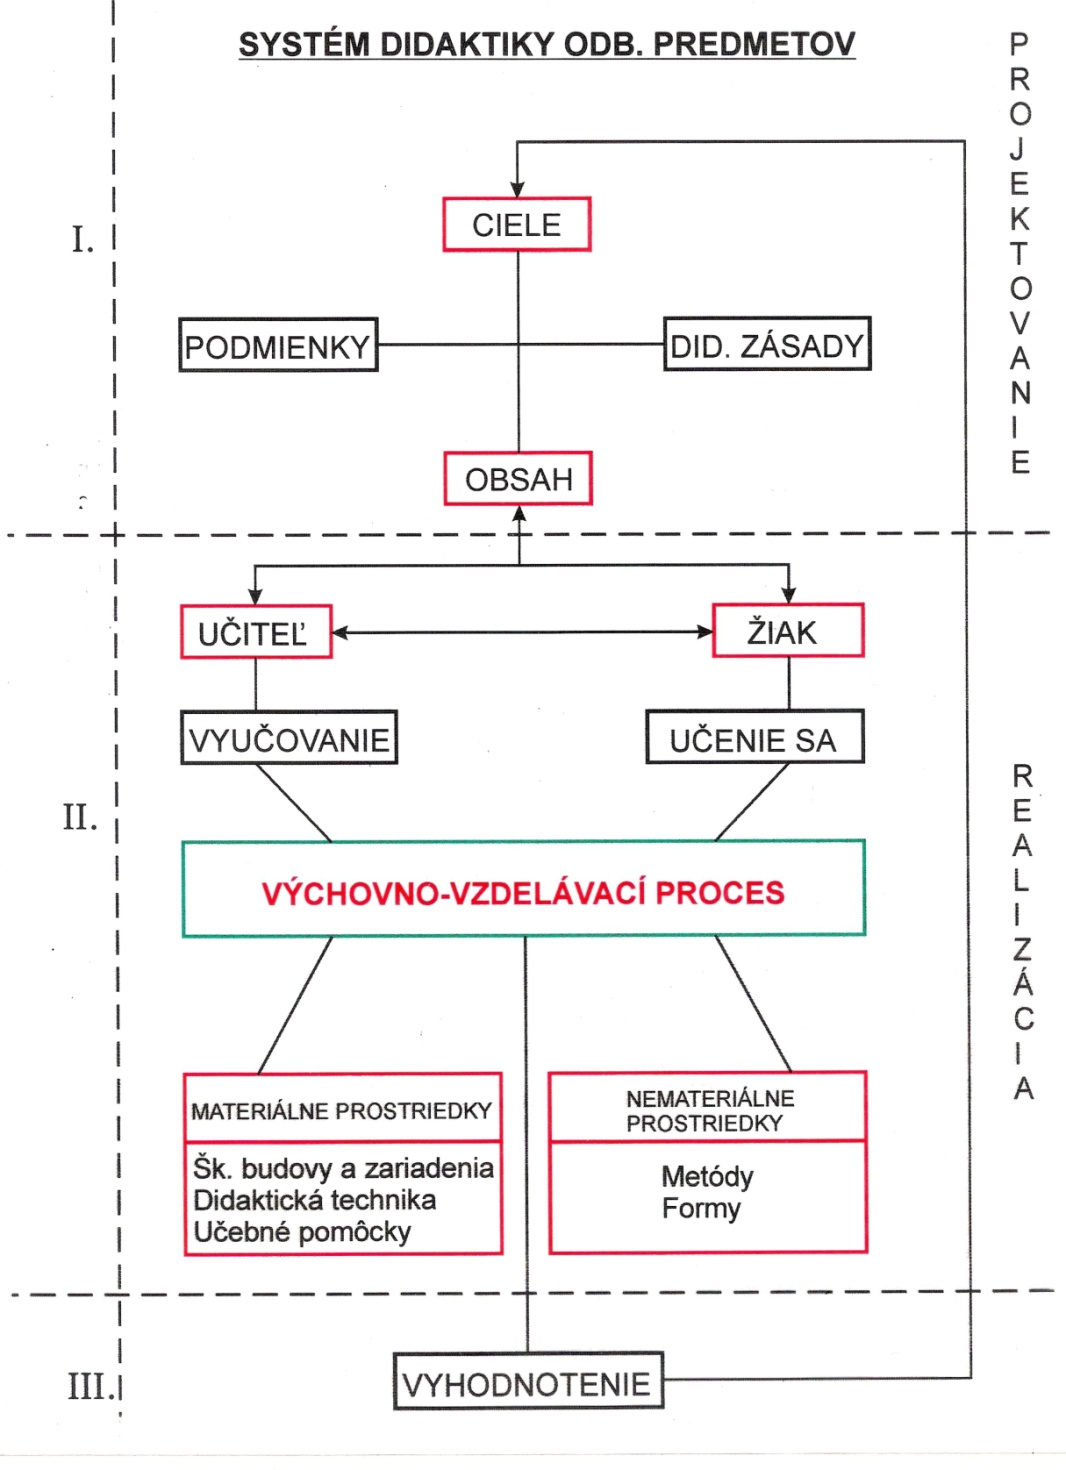 SYSTÉM DIDAKTIKY ODB. PREDMETOV
PROJEKTOVANIE
I.
CIELE
PODMIENKY
DID. ZÁSADY
OBSAH
UČITEĽ
ŽIAK
VYUČOVANIE
UČENIE SA
REALIZÁCIA
II.
VÝCHOVNO-VZDELÁVACÍ PROCES
MATERIÁLNE PROSTRIEDKY
Šk. budovy a zariadenia
Didaktická technika
Učebné pomôcky
NEMATERIÁLNE
PROSTRIEDKY
Metódy
Formy
III.
VYHODNOTENIE